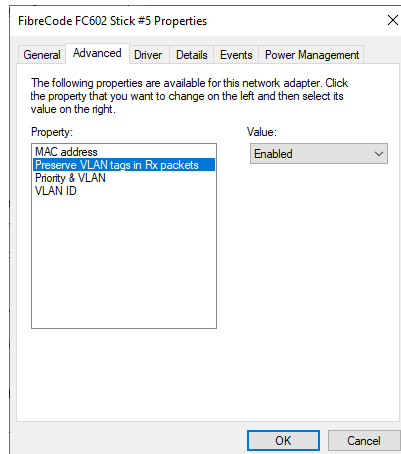 FibreCode FC602 Stick #5 Properties
General Advanced Driver Details Events Power Management
The following properties are available for this network adapter. Click
the property that you want to change on the left and then select its
value on the right.
Property: Value:
MAC address
Preserve VLAN tags in Rx packets Enabled
Priority & VLAN
VLAN ID
OK Cancel